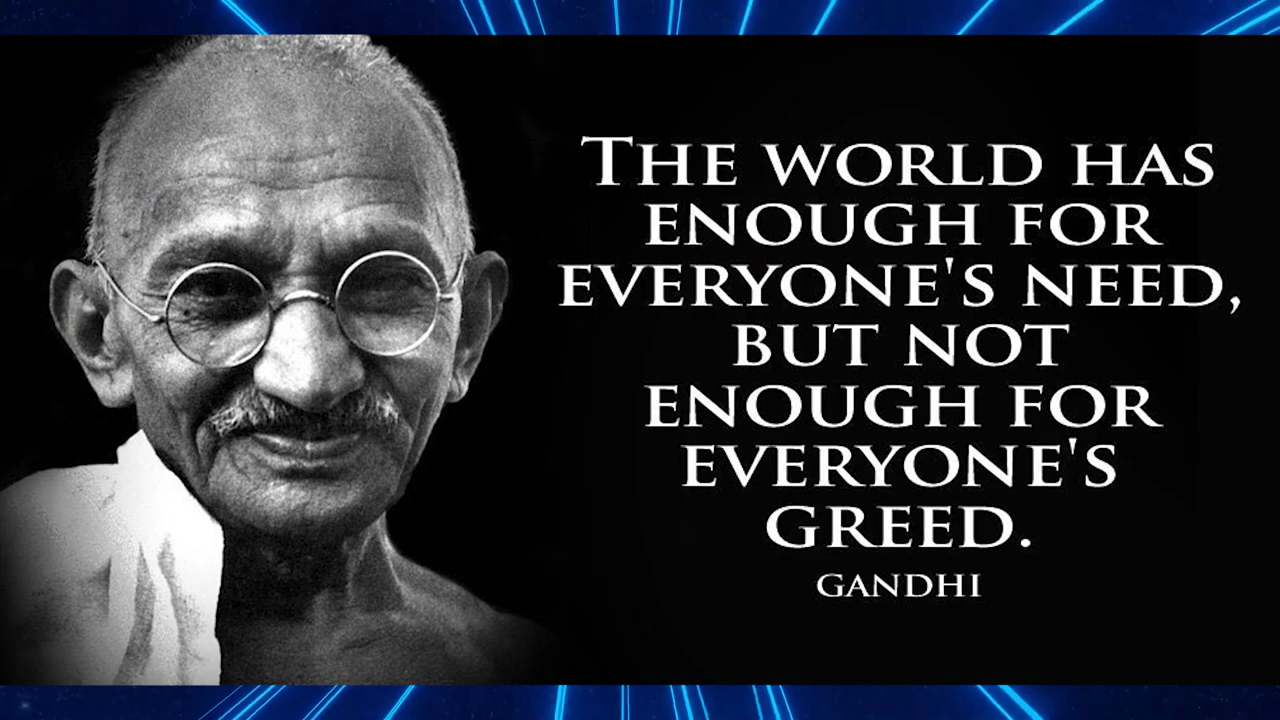 THE WORLD HAS
ENOUGH FOR
EVERYONE'S NEED,
BUT NOT
ENOUGH FOR
EVERYONE'S
GREED.
GANDHI